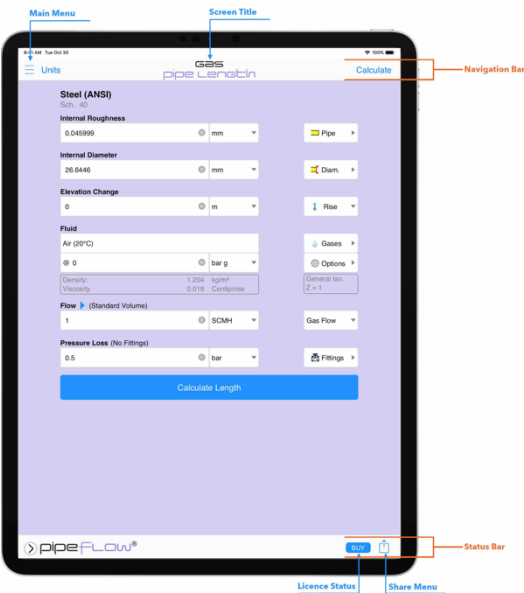 Main Menu
Screen Title
9:41 AM Tue Oct 30
100%
Units
Gas
pipe Length
Calculate
Navigation Bar
Steel (ANSI)
Sch. 40
Internal Roughness
0.045999 mm Pipe
Internal Diameter
26.6446 mm Diam.
Elevation Change
0 m Rise
Fluid
Air (20°C) Gases
@ 0 bar g Options
Density: 1.204 kg/m³ General Iso.
Viscosity 0.018 Centipoise Z = 1
Flow (Standard Volume)
1 SCMH Gas Flow
Pressure Loss (No Fittings)
0.5 bar Fittings
Calculate Length
pipeflow®
BUY
Status Bar
Licence Status
Share Menu